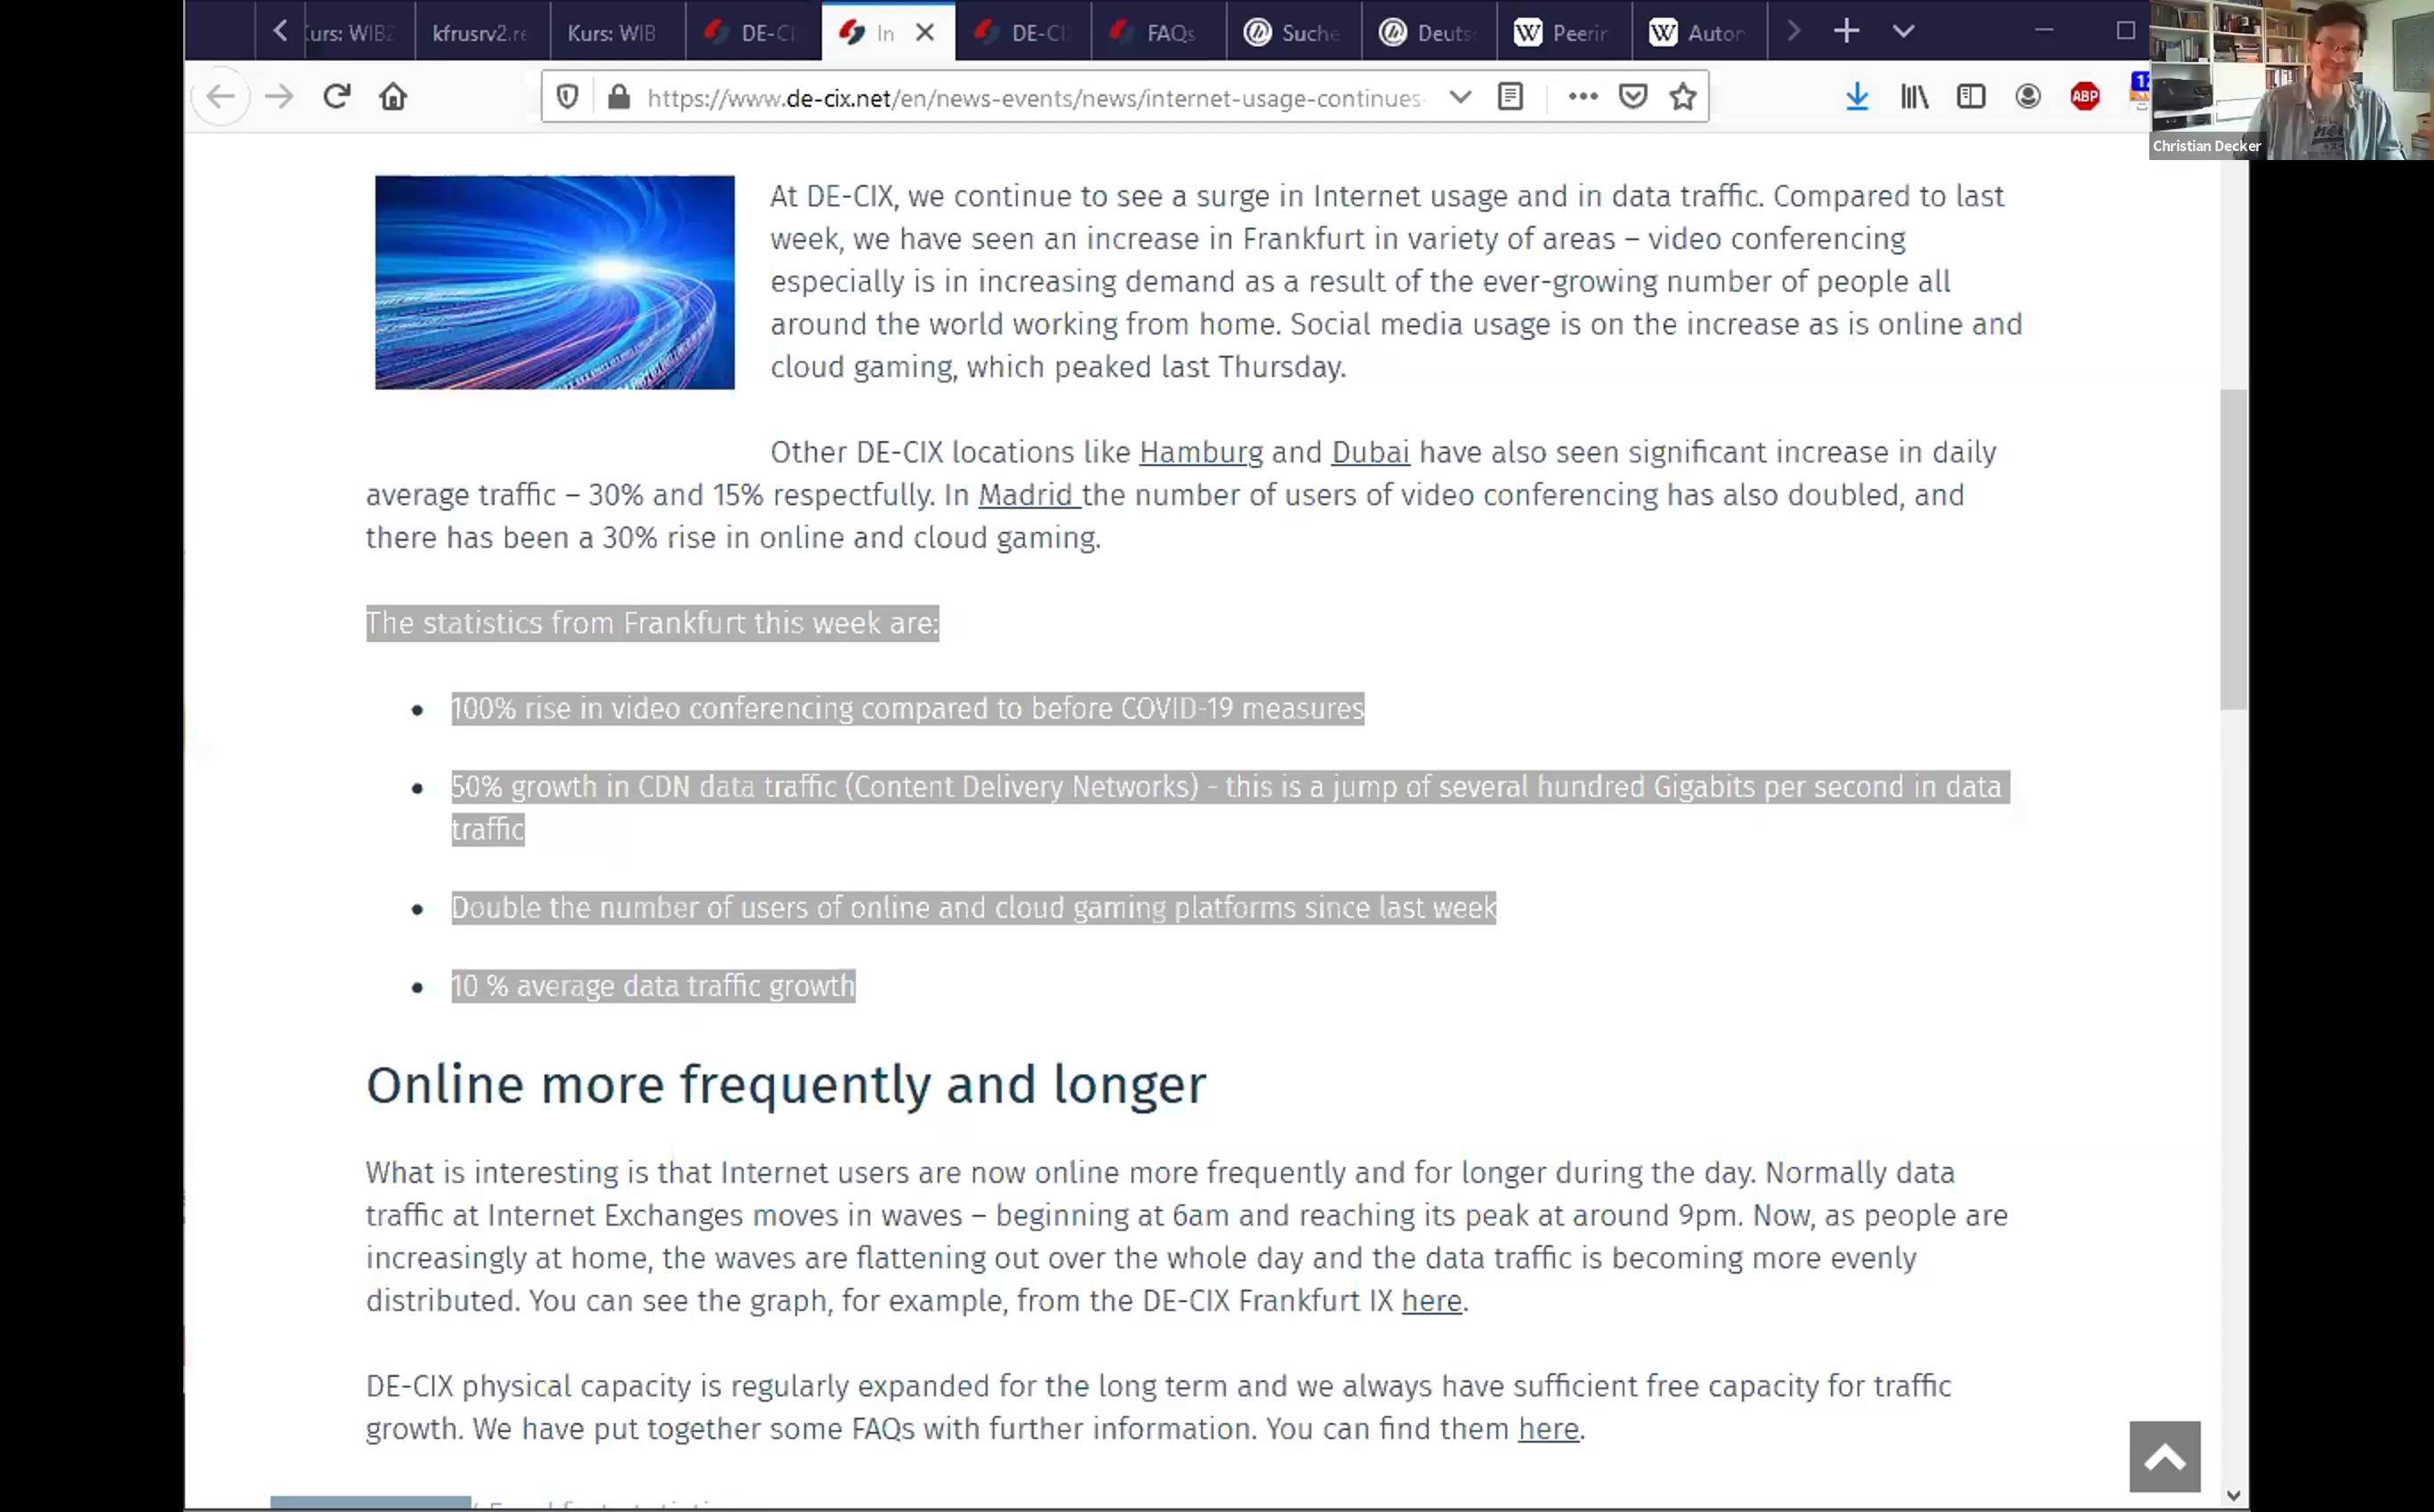 urs: WIB2
kfrusrv2.re
Kurs: WIB
DE-CI
In
DE-CI
FAQs
Suche
Deuts
Peerin
Auton
https://www.de-cix.net/en/news-events/news/internet-usage-continues-
ABP
Christian Decker
At DE-CIX, we continue to see a surge in Internet usage and in data traffic. Compared to last
week, we have seen an increase in Frankfurt in variety of areas – video conferencing
especially is in increasing demand as a result of the ever-growing number of people all
around the world working from home. Social media usage is on the increase as is online and
cloud gaming, which peaked last Thursday.
Other DE-CIX locations like Hamburg and Dubai have also seen significant increase in daily
average traffic – 30% and 15% respectfully. In Madrid the number of users of video conferencing has also doubled, and
there has been a 30% rise in online and cloud gaming.
The statistics from Frankfurt this week are:
• 100% rise in video conferencing compared to before COVID-19 measures
• 50% growth in CDN data traffic (Content Delivery Networks) - this is a jump of several hundred Gigabits per second in data
traffic
• Double the number of users of online and cloud gaming platforms since last week
• 10 % average data traffic growth
Online more frequently and longer
What is interesting is that Internet users are now online more frequently and for longer during the day. Normally data
traffic at Internet Exchanges moves in waves – beginning at 6am and reaching its peak at around 9pm. Now, as people are
increasingly at home, the waves are flattening out over the whole day and the data traffic is becoming more evenly
distributed. You can see the graph, for example, from the DE-CIX Frankfurt IX here.
DE-CIX physical capacity is regularly expanded for the long term and we always have sufficient free capacity for traffic
growth. We have put together some FAQs with further information. You can find them here.